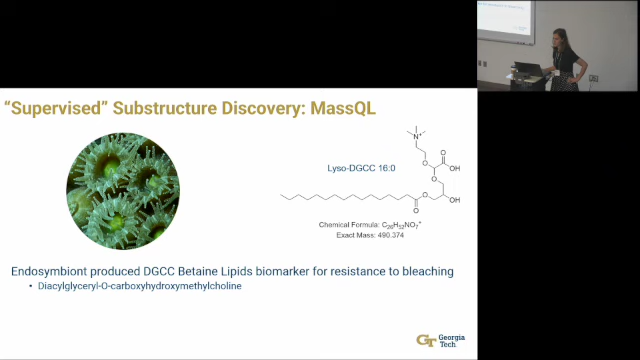 “Supervised” Substructure Discovery: MassQL
N⁺
Lyso-DGCC 16:0
O
O
OH
O
O
OH
O
Chemical Formula: C₂₆H₅₂NO₇⁺
Exact Mass: 490.374
Endosymbiont produced DGCC Betaine Lipids biomarker for resistance to bleaching
• Diacylglyceryl-O-carboxyhydroxymethylcholine
GT Georgia
Tech